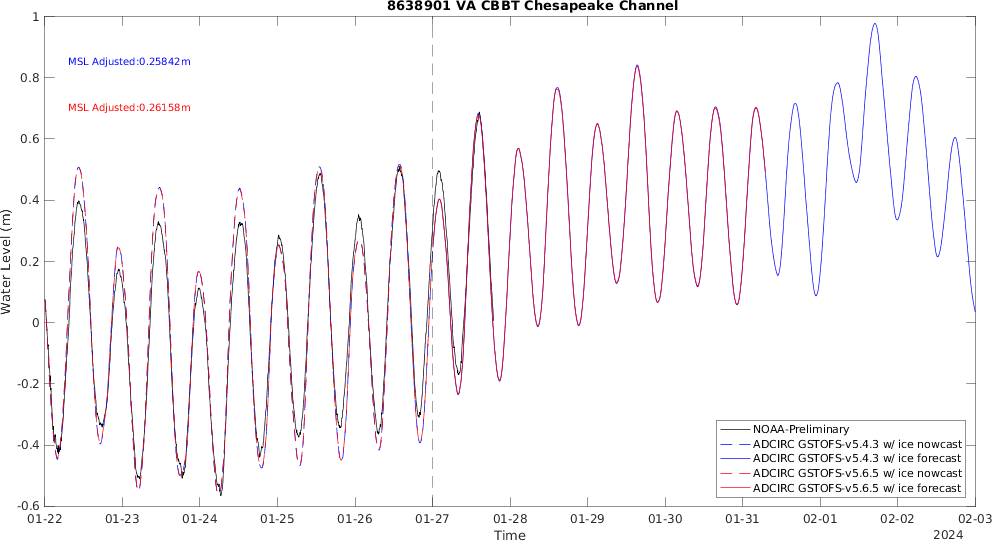 8638901 VA CBBT Chesapeake Channel
MSL Adjusted:0.25842m
MSL Adjusted:0.26158m
Water Level (m)
1
0.8
0.6
0.4
0.2
0
-0.2
-0.4
-0.6
NOAA-Preliminary
ADCIRC GSTOFS-v5.4.3 w/ ice nowcast
ADCIRC GSTOFS-v5.4.3 w/ ice forecast
ADCIRC GSTOFS-v5.6.5 w/ ice nowcast
ADCIRC GSTOFS-v5.6.5 w/ ice forecast
01-22 01-23 01-24 01-25 01-26 01-27 01-28 01-29 01-30 01-31 02-01 02-02 02-03
Time
2024